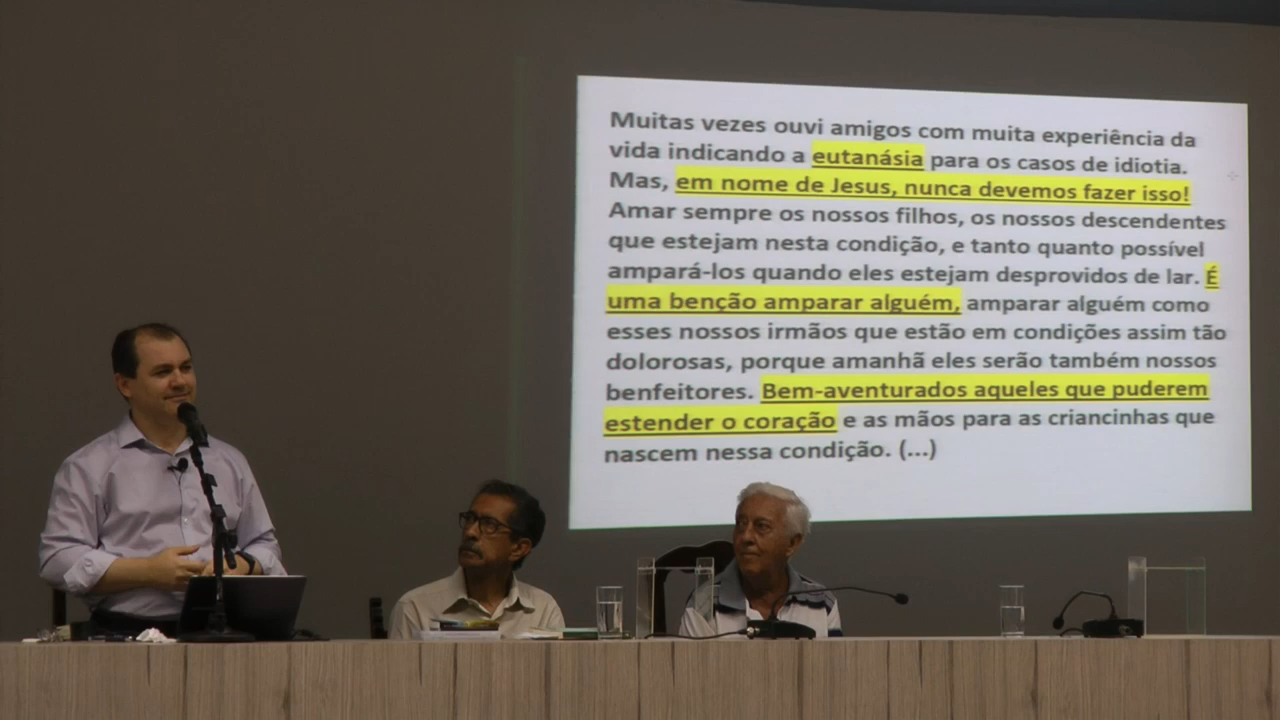 Muitas vezes ouvi amigos com muita experiência da
vida indicando a eutanásia para os casos de idiotia.
Mas, em nome de Jesus, nunca devemos fazer isso!
Amar sempre os nossos filhos, os nossos descendentes
que estejam nesta condição, e tanto quanto possível
ampará-los quando eles estejam desprovidos de lar. É
uma benção amparar alguém, amparar alguém como
esses nossos irmãos que estão em condições assim tão
dolorosas, porque amanhã eles serão também nossos
benfeitores. Bem-aventurados aqueles que puderem
estender o coração e as mãos para as criancinhas que
nascem nessa condição. (...)